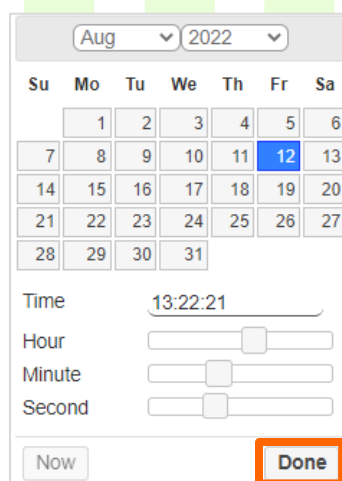 Aug 2022
Su Mo Tu We Th Fr Sa
1 2 3 4 5 6
7 8 9 10 11 12 13
14 15 16 17 18 19 20
21 22 23 24 25 26 27
28 29 30 31
Time 13:22:21
Hour
Minute
Second
Now Done